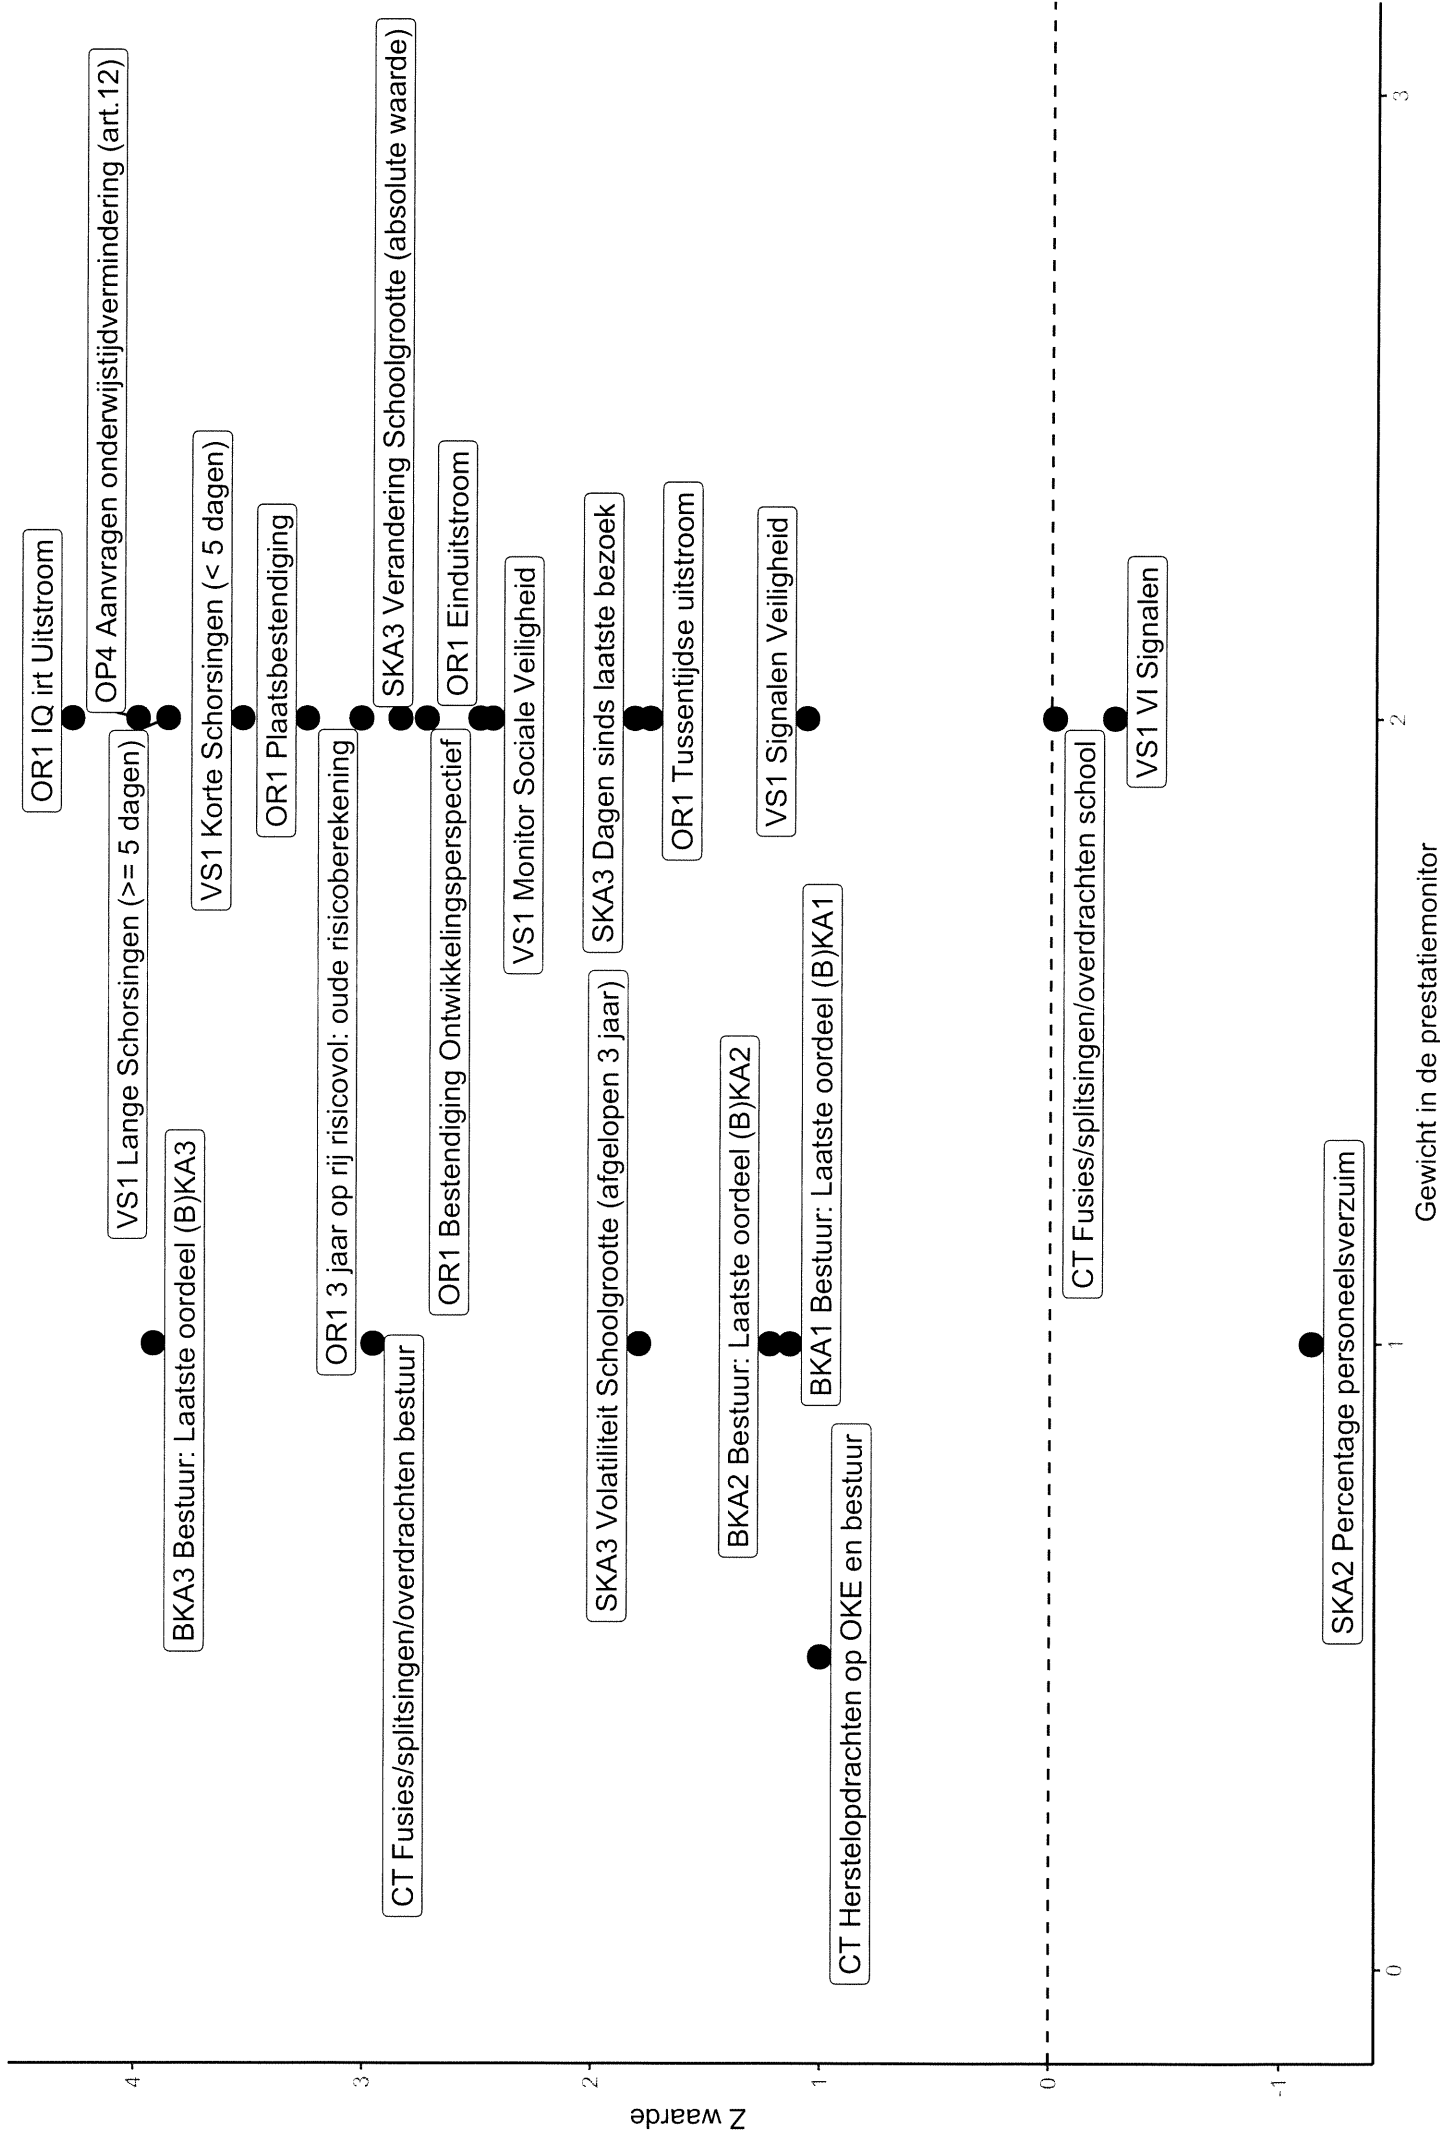 OR1 IQ irt Uitstroom
OP4 Aanvragen onderwijstijdvermindering (art.12)
VS1 Lange Schorsingen (>= 5 dagen)
BKA3 Bestuur: Laatste oordeel (B)KA3
VS1 Korte Schorsingen (< 5 dagen)
OR1 Plaatsbestendiging
OR1 3 jaar op rij risicovol: oude risicoberekening
SKA3 Verandering Schoolgrootte (absolute waarde)
CT Fusies/splitsingen/overdrachten bestuur
OR1 Einduitstroom
OR1 Bestendiging Ontwikkelingsperspectief
VS1 Monitor Sociale Veiligheid
SKA3 Dagen sinds laatste bezoek
SKA3 Volatiliteit Schoolgrootte (afgelopen 3 jaar)
OR1 Tussentijdse uitstroom
BKA2 Bestuur: Laatste oordeel (B)KA2
VS1 Signalen Veiligheid
BKA1 Bestuur: Laatste oordeel (B)KA1
CT Herstelopdrachten op OKE en bestuur
CT Fusies/splitsingen/overdrachten school
VS1 VI Signalen
SKA2 Percentage personeelsverzuim
4
3
2
1
0
-1
Z waarde
0
1
2
3
Gewicht in de prestatiemonitor